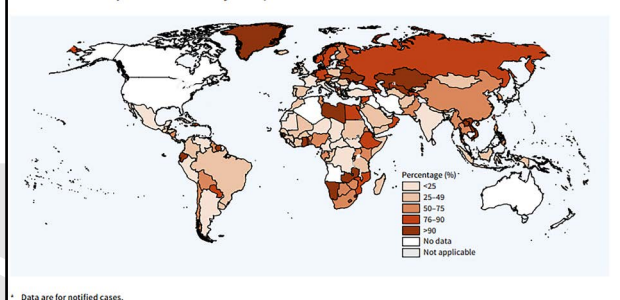 Percentage (%)
<25
25–49
50–75
76–90
>90
No data
Not applicable
* Data are for notified cases.